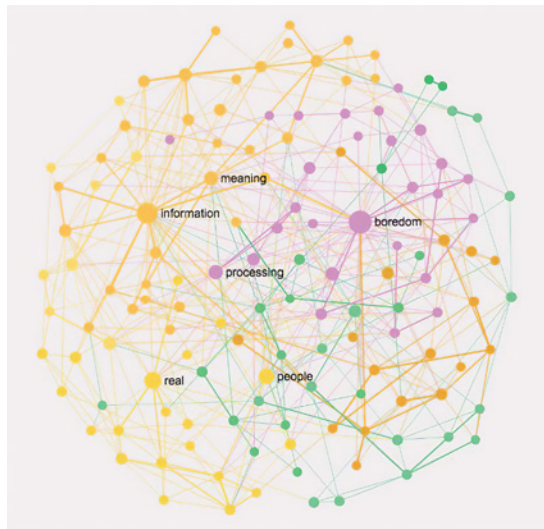 meaning
information
boredom
processing
real
people